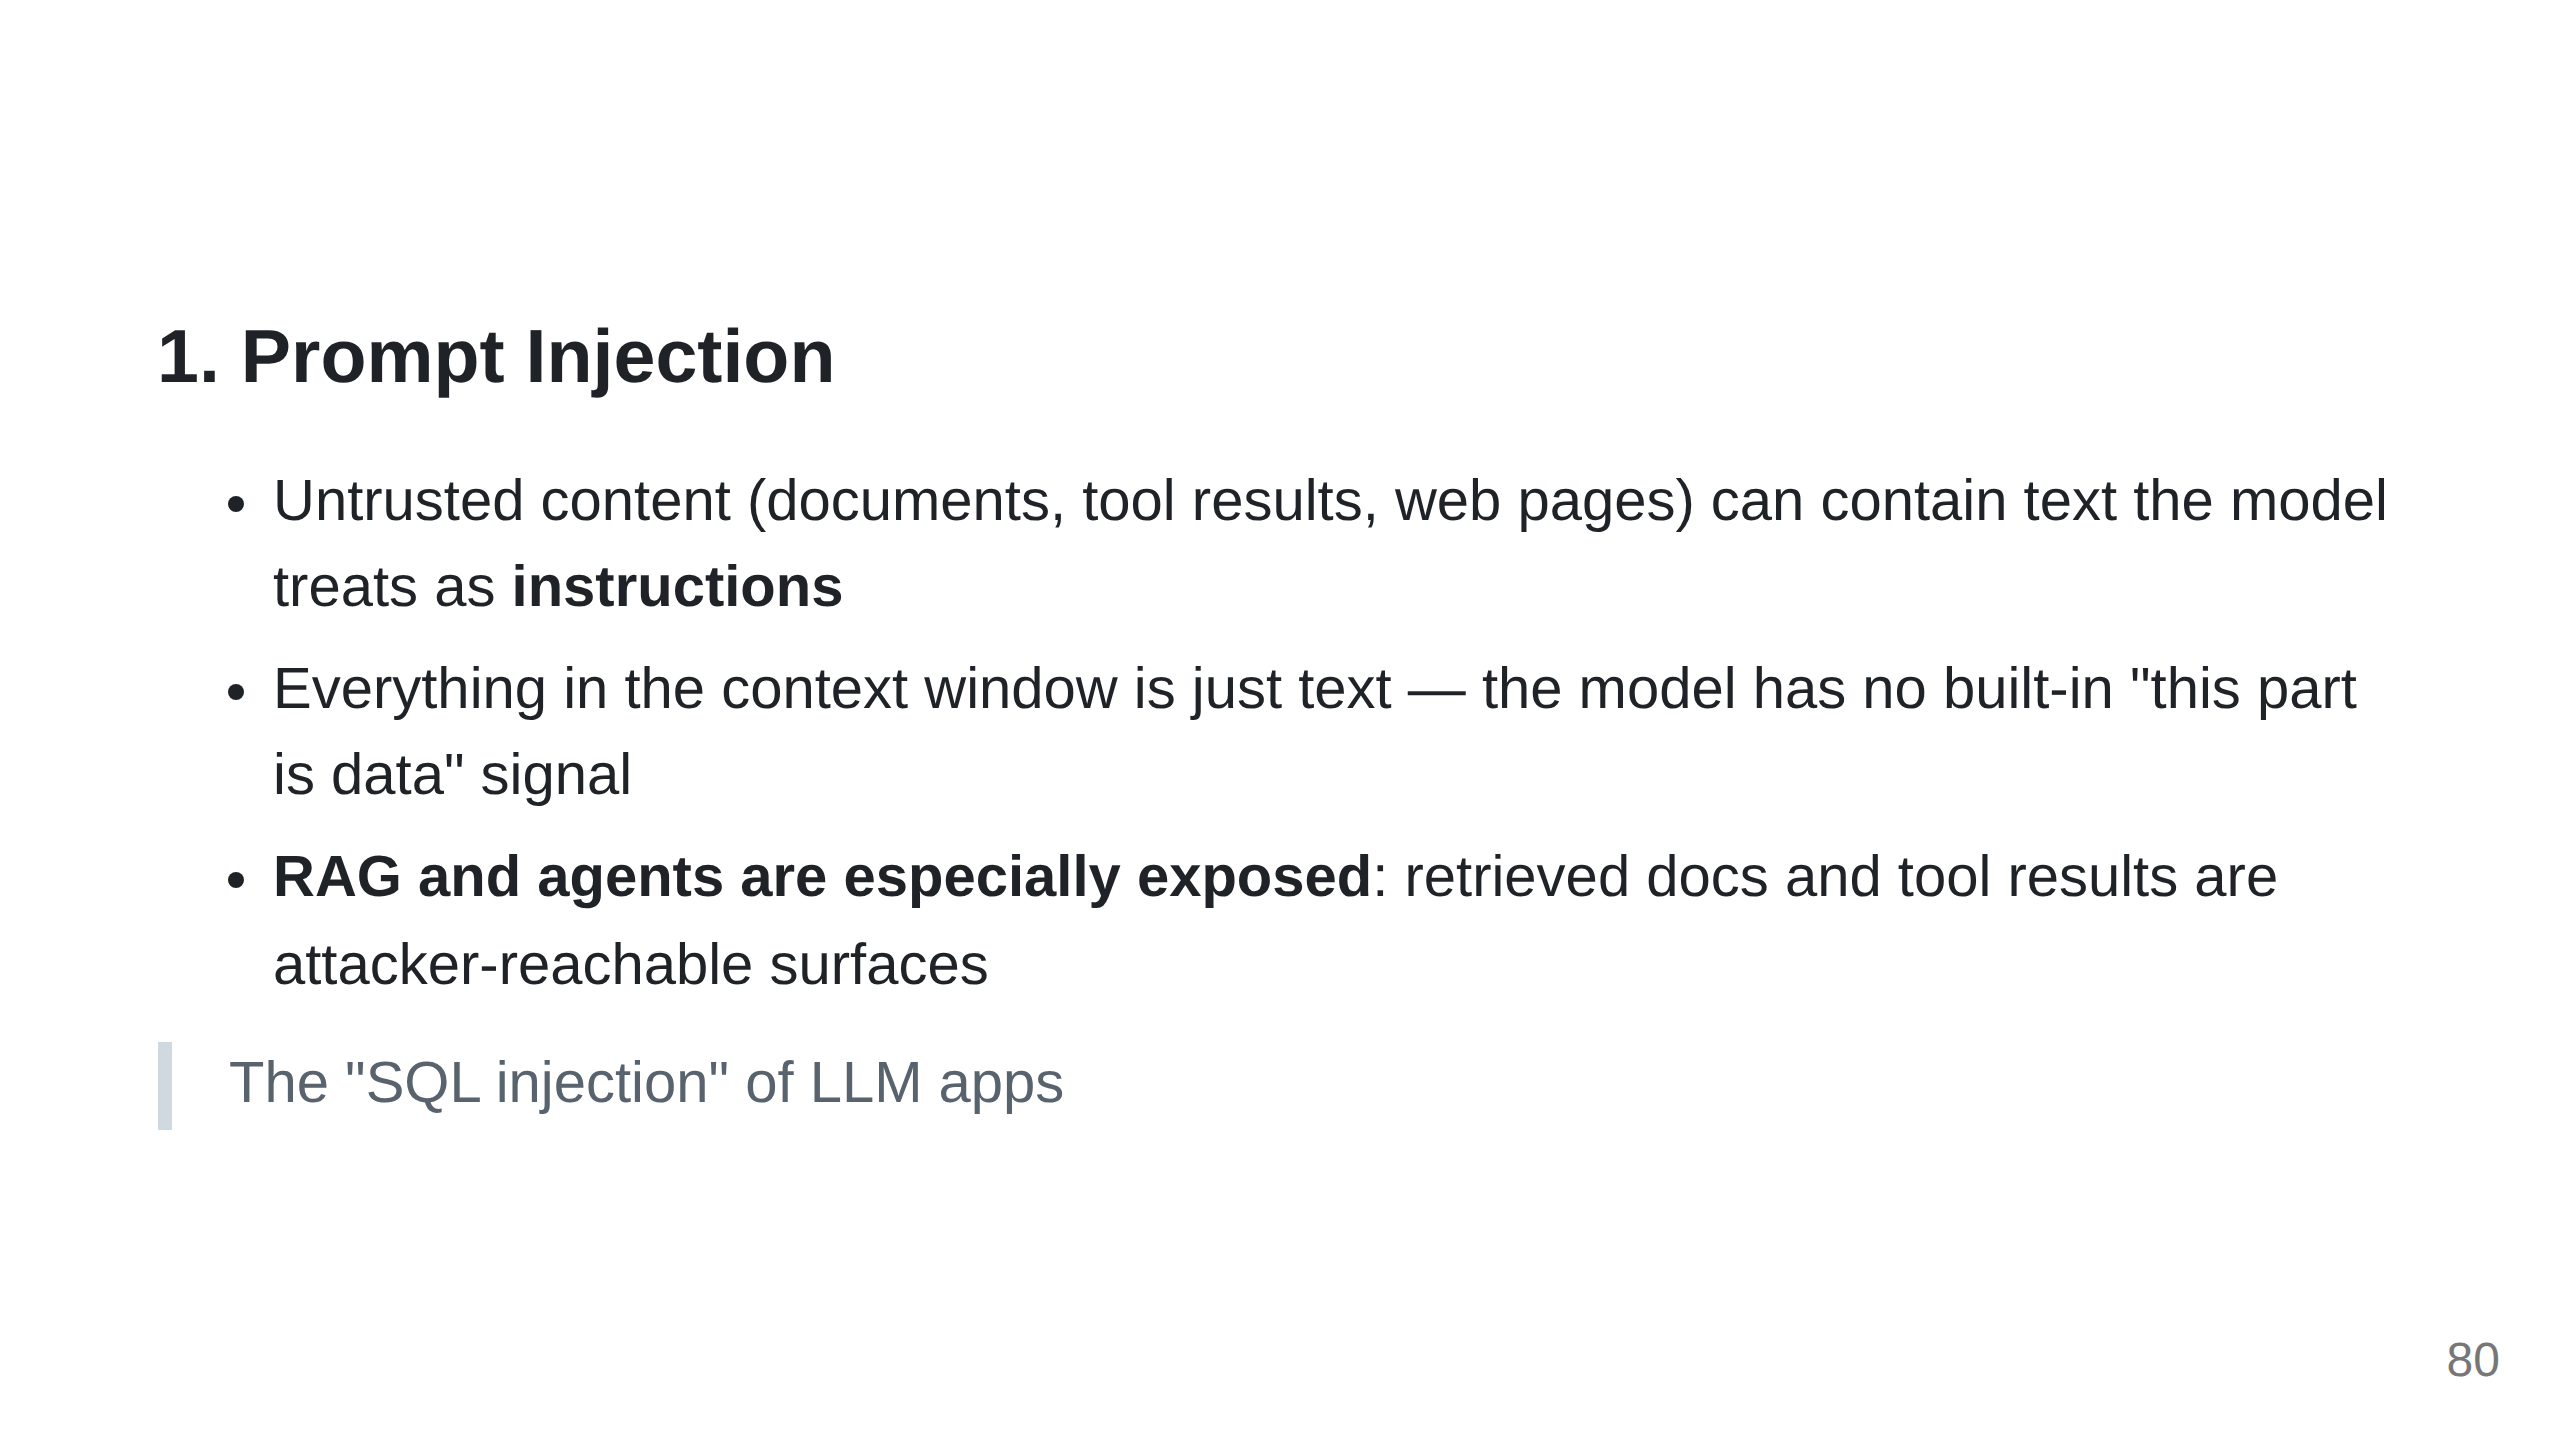 1. Prompt Injection
• Untrusted content (documents, tool results, web pages) can contain text the model
treats as instructions
• Everything in the context window is just text — the model has no built-in "this part
is data" signal
• RAG and agents are especially exposed: retrieved docs and tool results are
attacker-reachable surfaces
The "SQL injection" of LLM apps
80